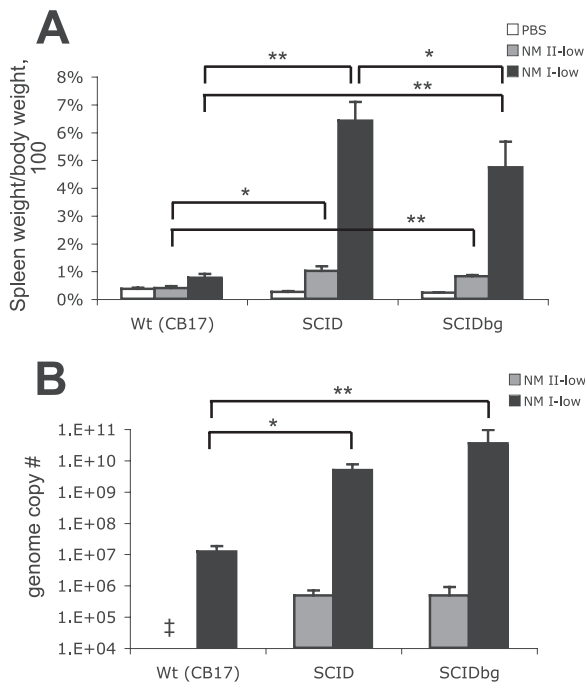 A
PBS
NM II-low
NM I-low
** *
**
* **
Spleen weight/body weight,
100
8%
7%
6%
5%
4%
3%
2%
1%
0%
Wt (CB17) SCID SCIDbg
B
NM II-low
NM I-low
**
*
genome copy #
1.E+11
1.E+10
1.E+09
1.E+08
1.E+07
1.E+06
1.E+05
1.E+04
‡
Wt (CB17) SCID SCIDbg